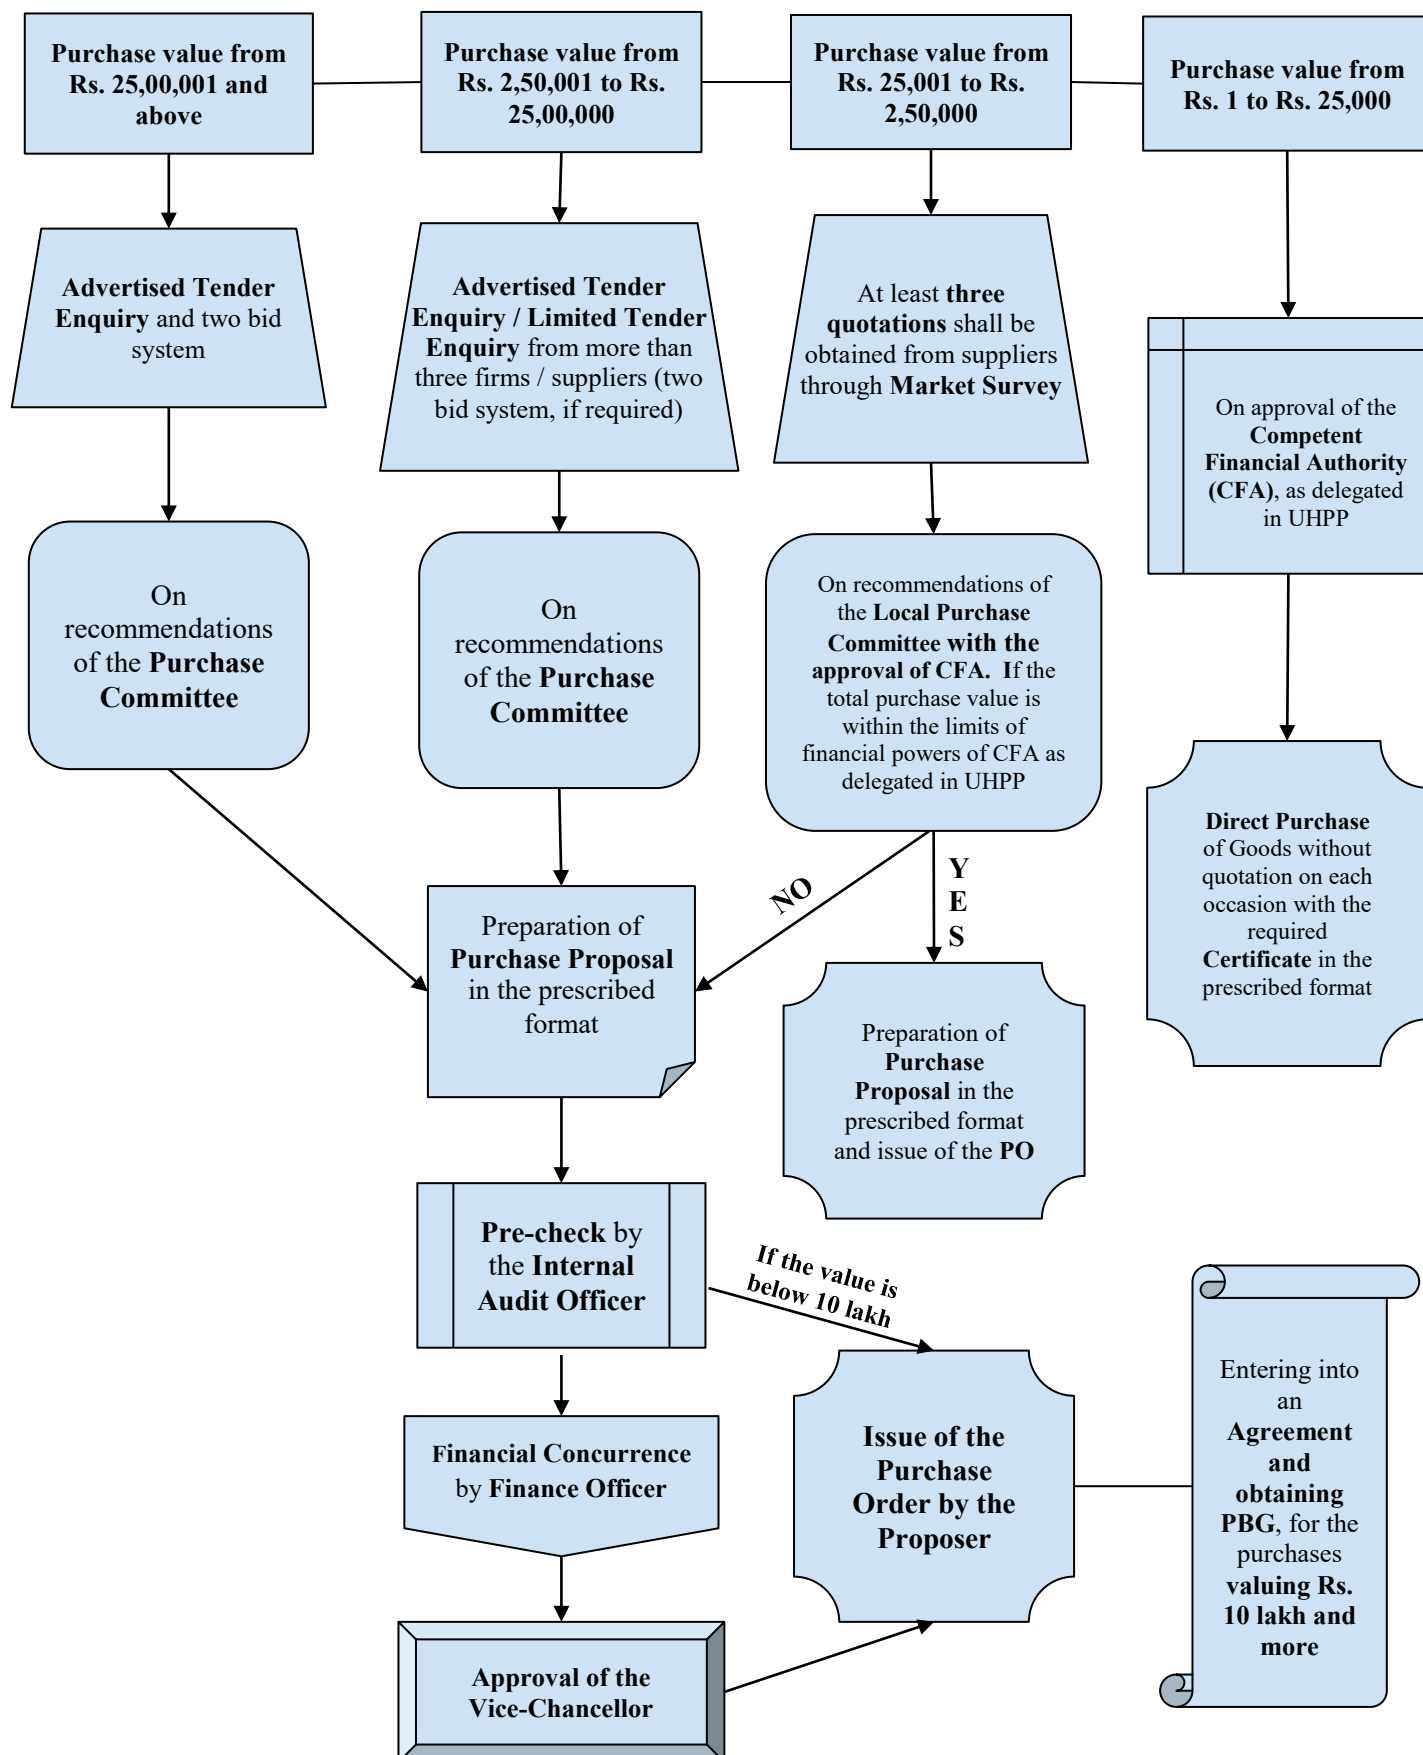 Purchase value from
Rs. 25,00,001 and
above
Purchase value from
Rs. 2,50,001 to Rs.
25,00,000
Purchase value from
Rs. 25,001 to Rs.
2,50,000
Purchase value from
Rs. 1 to Rs. 25,000
Advertised Tender
Enquiry and two bid
system
Advertised Tender
Enquiry / Limited Tender
Enquiry from more than
three firms / suppliers (two
bid system, if required)
At least three
quotations shall be
obtained from suppliers
through Market Survey
On approval of the
Competent
Financial Authority
(CFA), as delegated
in UHPP
On
recommendations
of the Purchase
Committee
On
recommendations
of the Purchase
Committee
On recommendations of
the Local Purchase
Committee with the
approval of CFA. If the
total purchase value is
within the limits of
financial powers of CFA as
delegated in UHPP
Direct Purchase
of Goods without
quotation on each
occasion with the
required
Certificate in the
prescribed format
NO
Y
E
S
Preparation of
Purchase Proposal
in the prescribed
format
Preparation of
Purchase
Proposal in the
prescribed format
and issue of the PO
Pre-check by
the Internal
Audit Officer
If the value is
below 10 lakh
Financial Concurrence
by Finance Officer
Issue of the
Purchase
Order by the
Proposer
Entering into
an
Agreement
and
obtaining
PBG, for the
purchases
valuing Rs.
10 lakh and
more
Approval of the
Vice-Chancellor